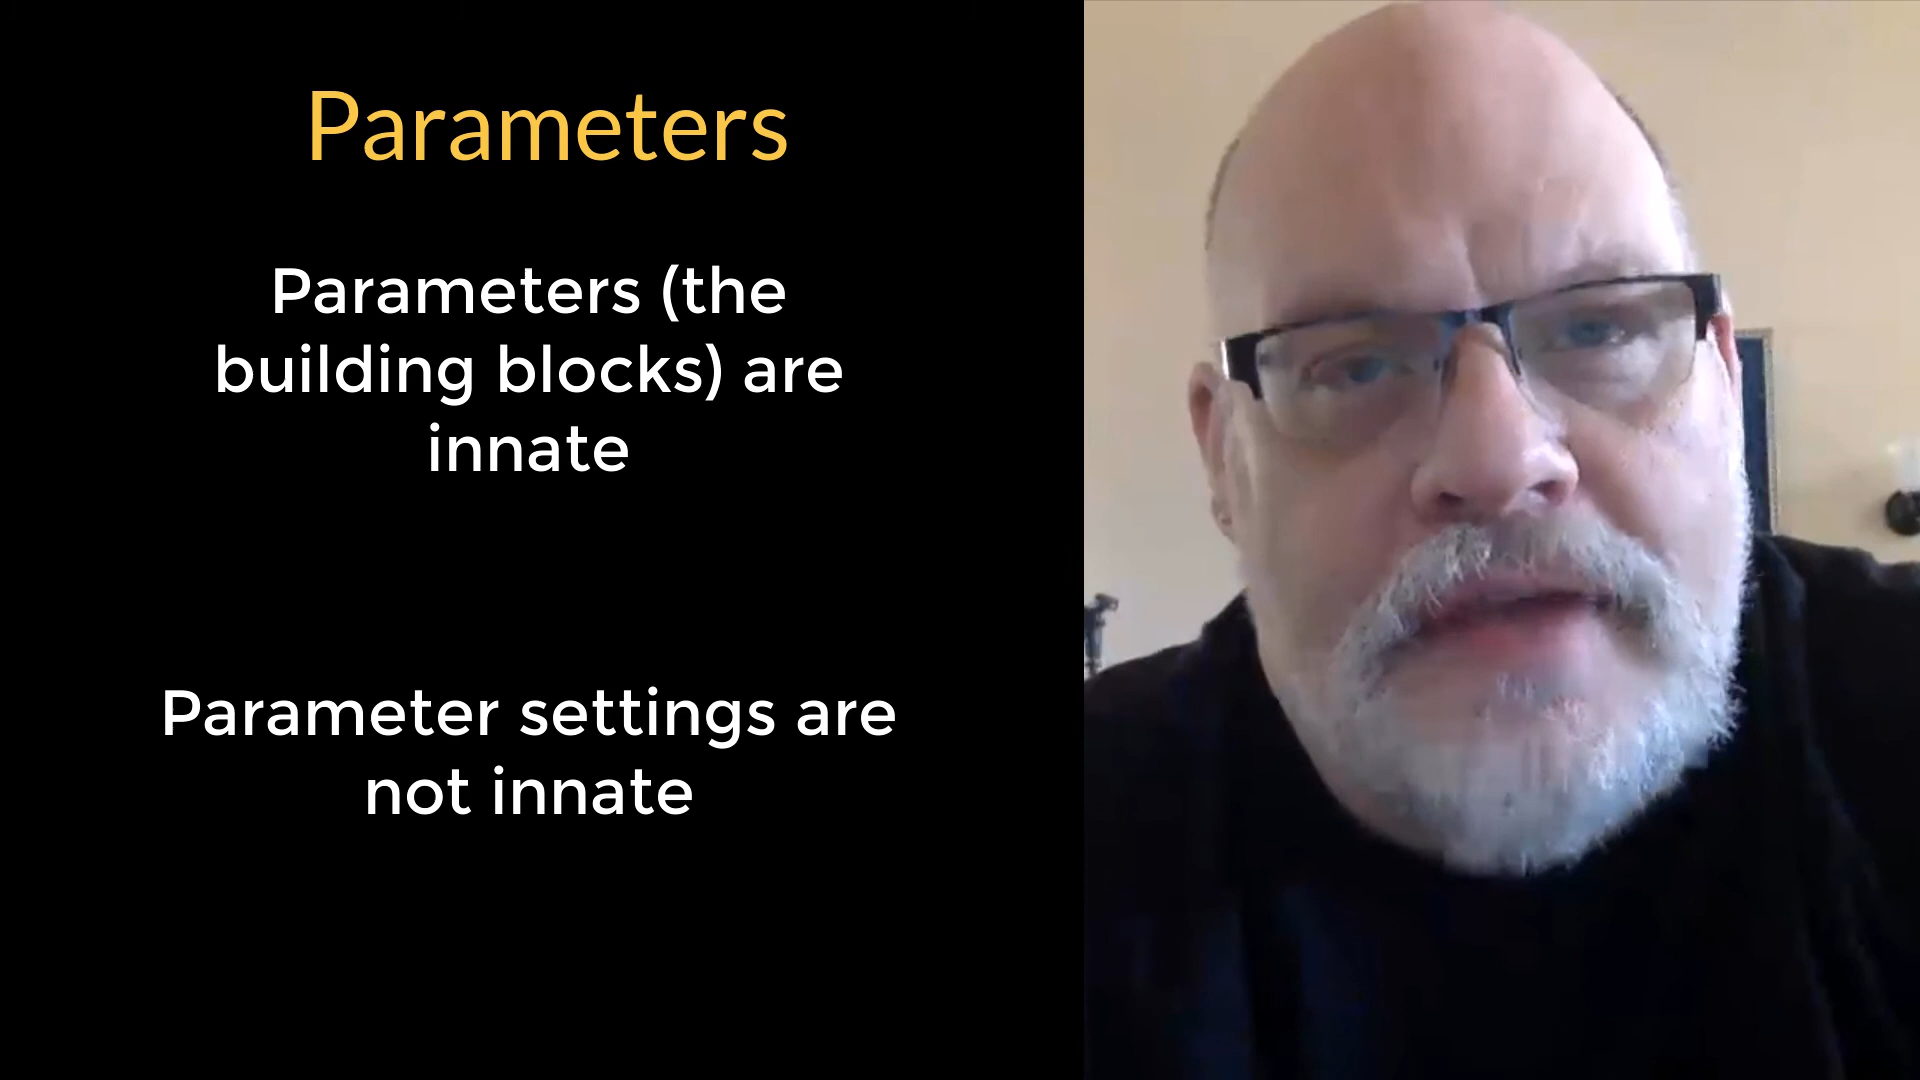 Parameters
Parameters (the
building blocks) are
innate
Parameter settings are
not innate